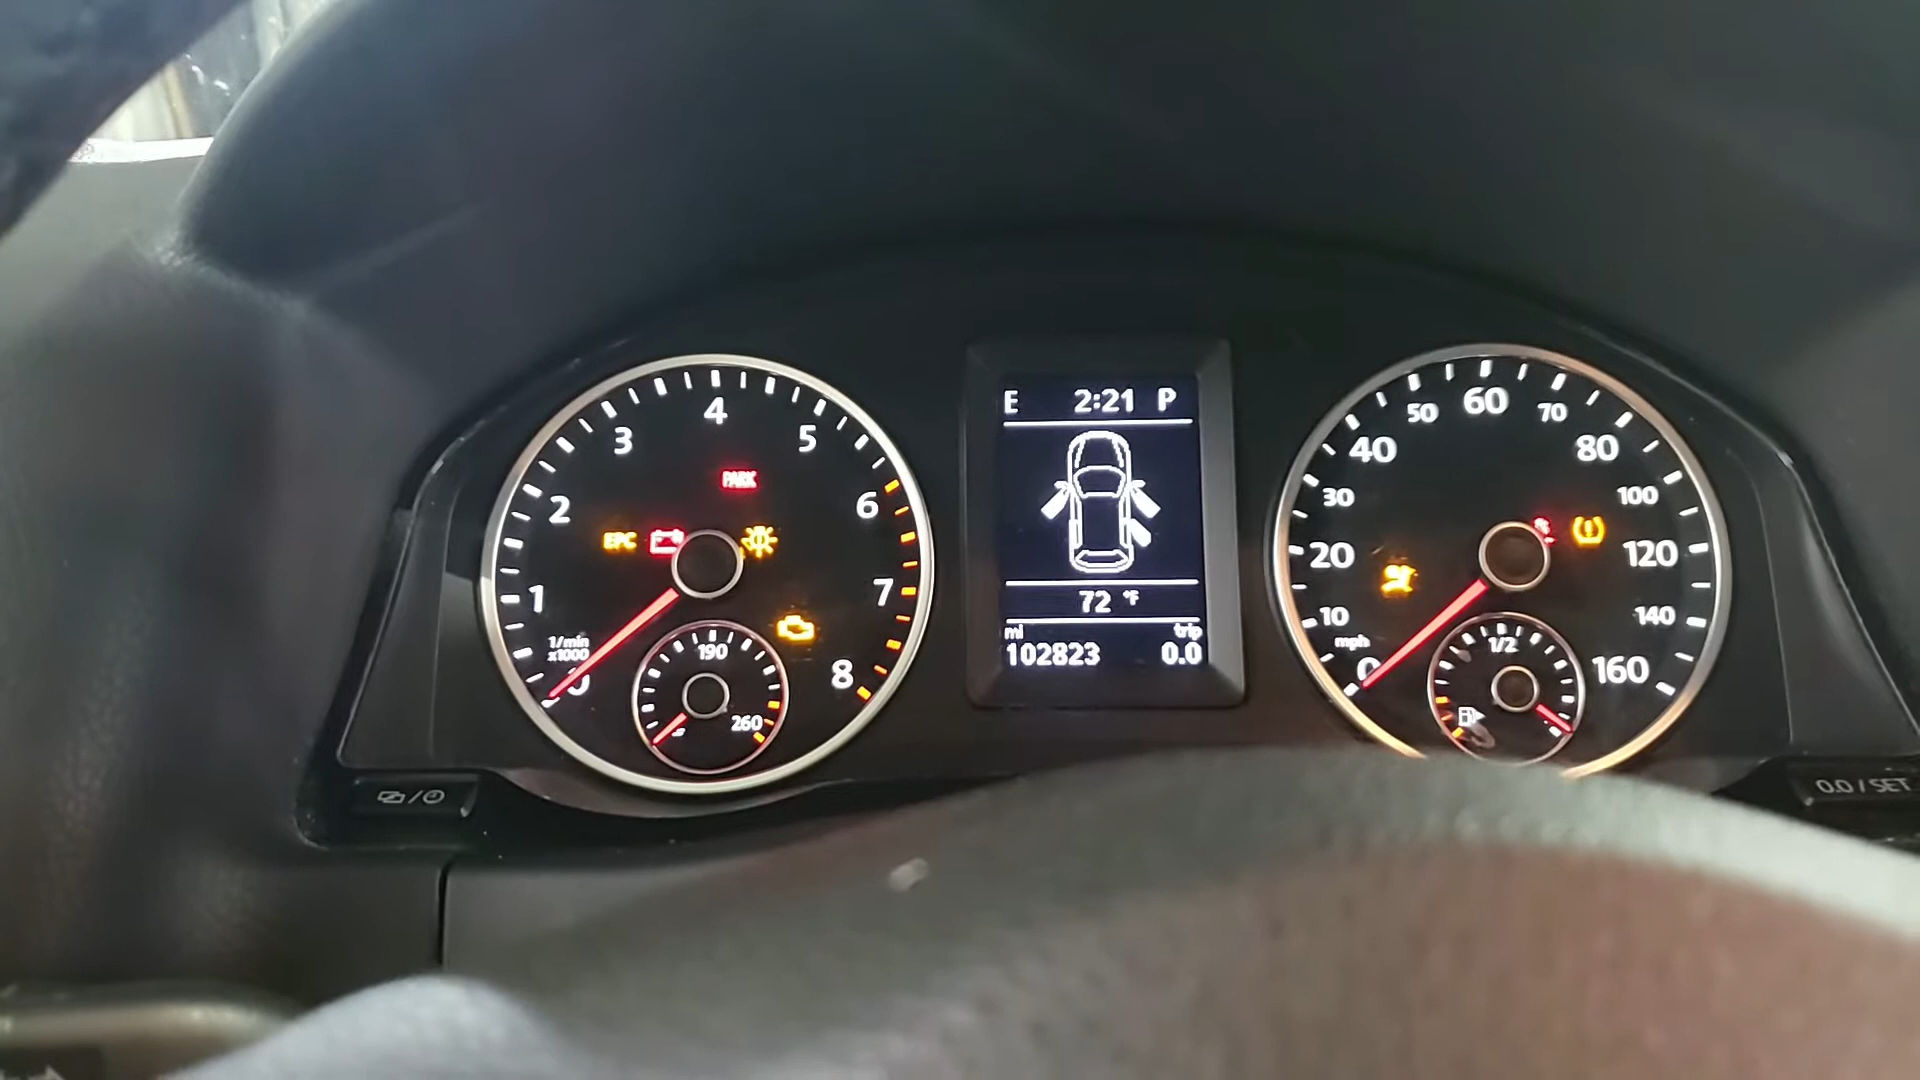 E 2:21 P
72 °F
mi trip
102823 0.0
0 1 2 3 4 5 6 7 8
1/min
x1000
PARK
EPC
190
260
0 10 20 30 40 50 60 70 80 100 120 140 160
mph
1/2
0.0 / SET